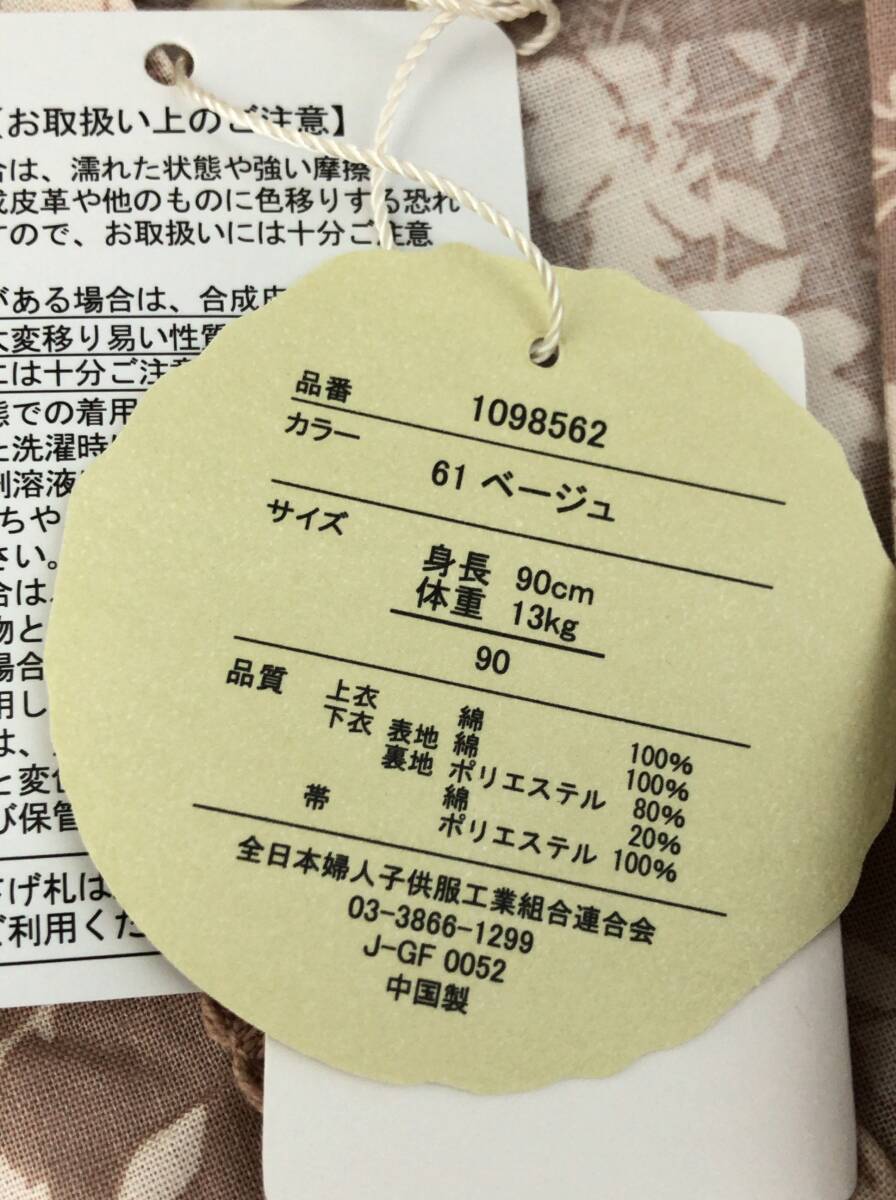 【お取扱い上のご注意】
合は、濡れた状態や強い摩擦
成皮革や他のものに色移りする恐れ
すので、お取扱いには十分ご注意
がある場合は、合成皮
大変移り易い性質
には十分ご注意
態での着用
洗濯時
剤溶液
ちや
さい。
合は
物と
場合
用し
は、
と変色
び保管
さげ札は
ご利用くだ
品番 1098562
カラー 61 ベージュ
サイズ
身長 90cm
体重 13kg
90
品質 上衣 綿 100%
下衣 表地 綿 100%
裏地 ポリエステル 80%
綿 20%
帯 ポリエステル 100%
全日本婦人子供服工業組合連合会
03-3866-1299
J-GF 0052
中国製